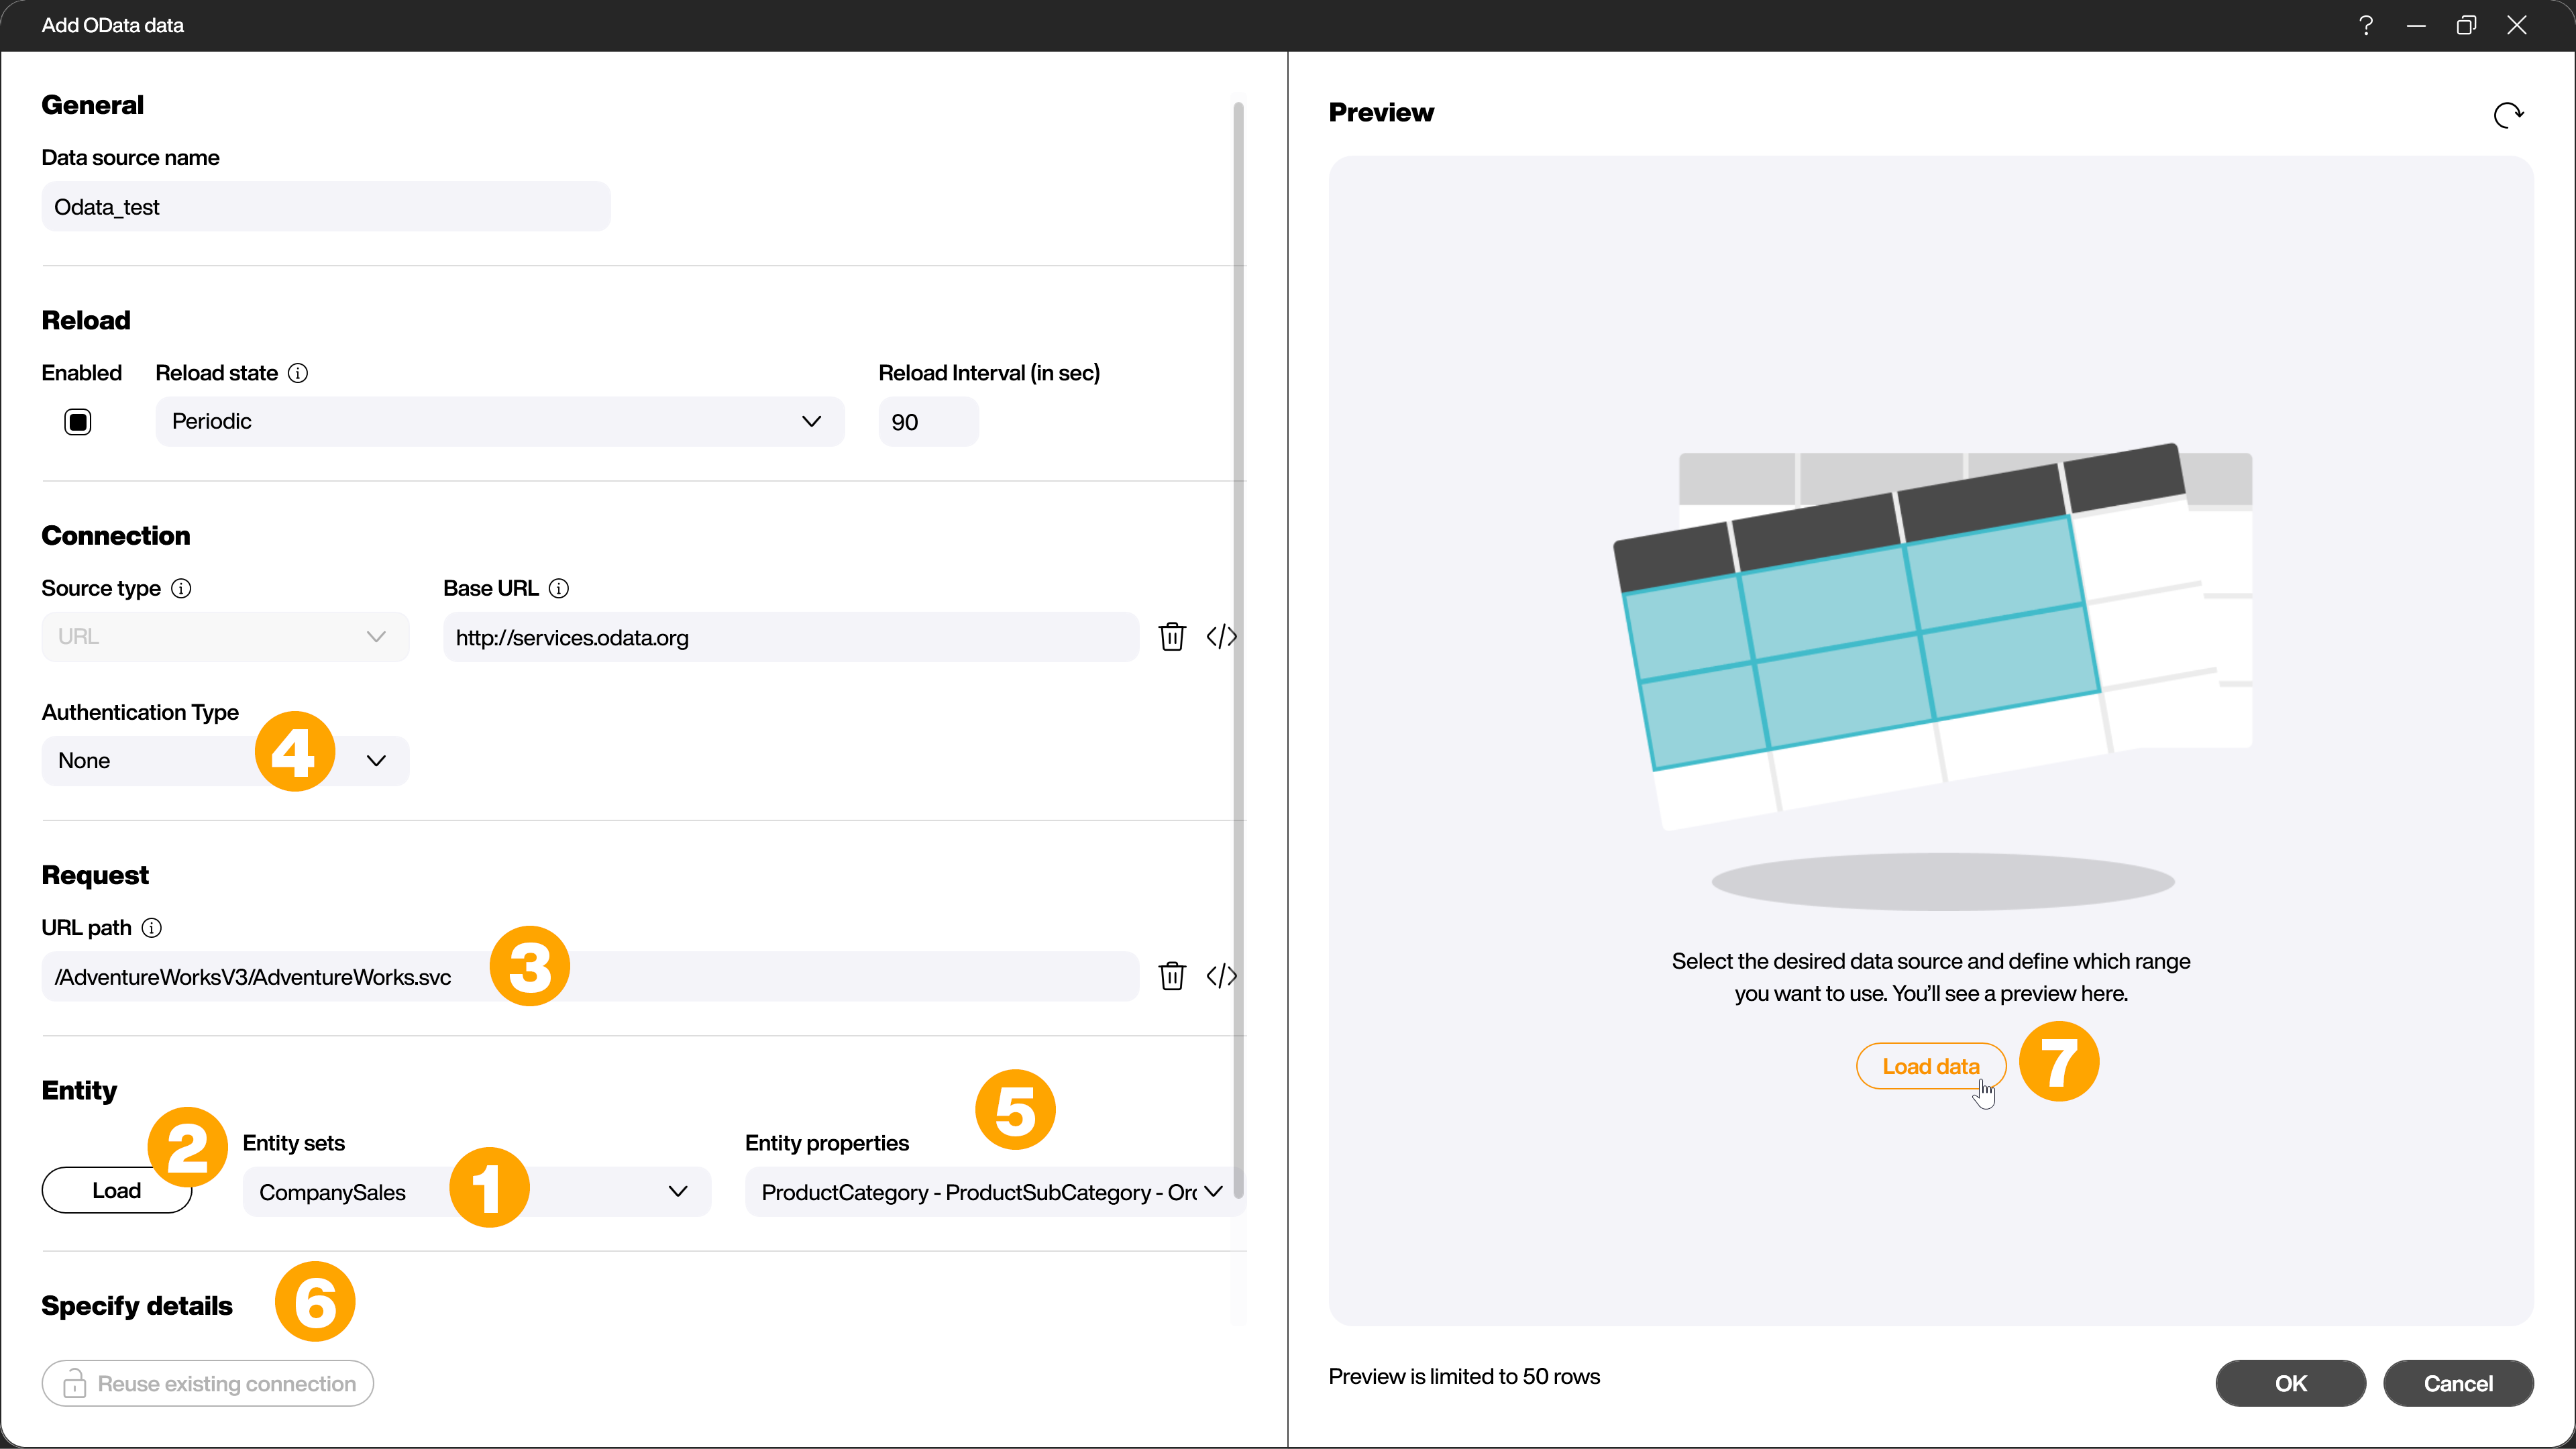 Add OData data
?
General
Data source name
Odata_test
Reload
Enabled
Reload state
Reload Interval (in sec)
Periodic
90
Connection
Source type
Base URL
URL
http://services.odata.org
Authentication Type
None
4
Request
URL path
/AdventureWorksV3/AdventureWorks.svc
3
Entity
5
2
Entity sets
Entity properties
Load
CompanySales
1
ProductCategory - ProductSubCategory - Orc
Specify details
6
Reuse existing connection
Preview
Select the desired data source and define which range
you want to use. You'll see a preview here.
Load data
7
Preview is limited to 50 rows
OK
Cancel